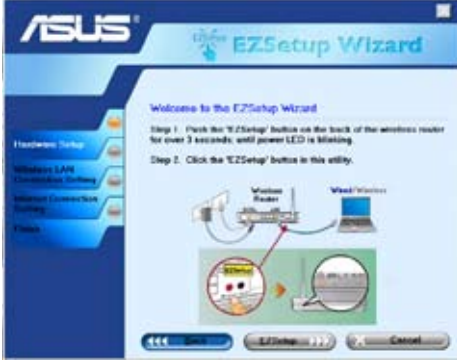 ASUS
EZSetup Wizard
Welcome to the EZSetup Wizard
Step 1. Push the 'EZSetup' button on the back of the wireless router
for over 3 seconds, until power LED is blinking.
Step 2. Click the 'EZSetup' button in this utility.
Hardware Setup
Wireless LAN
Connection Setting
Internet Connection
Setting
Finish
Wireless
Router
Wired/Wireless
EZSetup
Back
EZSetup
Cancel